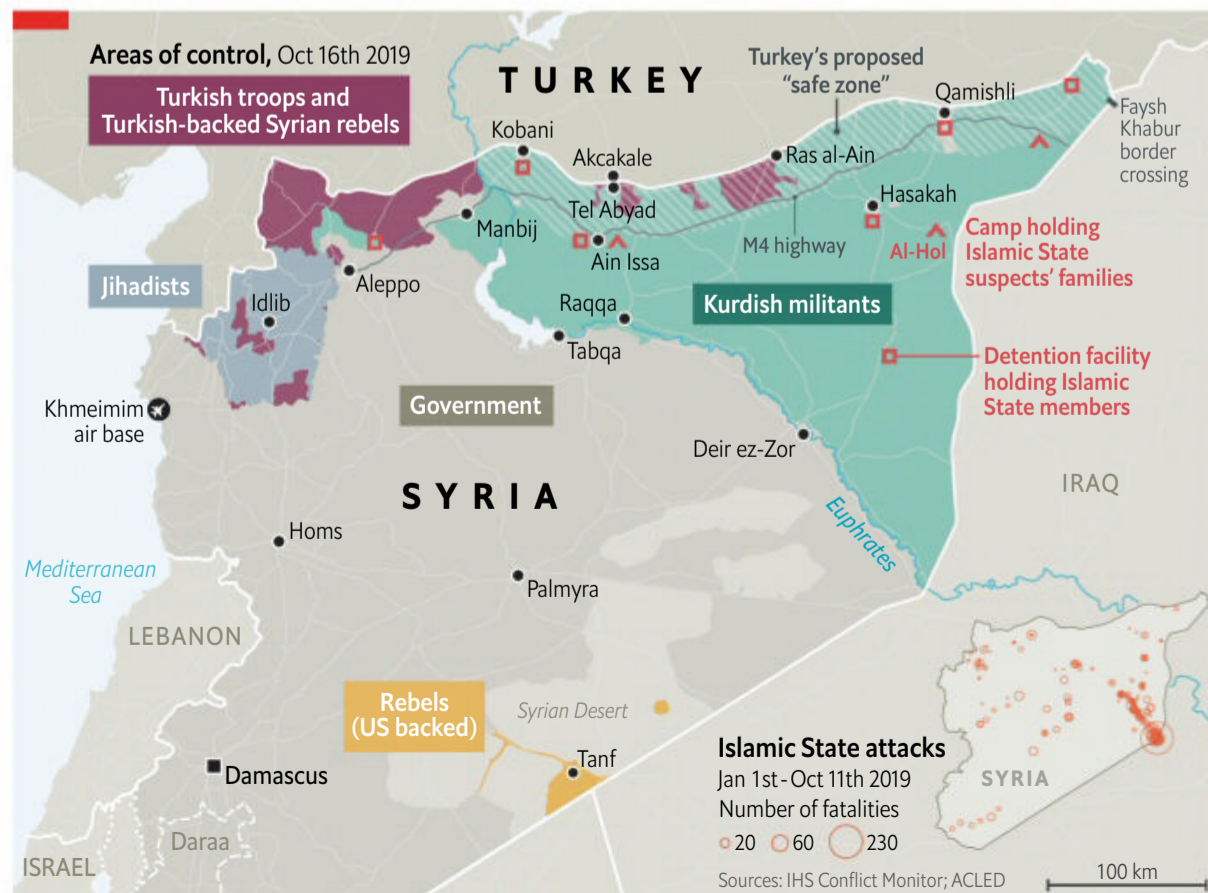 Areas of control, Oct 16th 2019
Turkish troops and
Turkish-backed Syrian rebels
TURKEY
Turkey's proposed
"safe zone"
Qamishli
Faysh
Khabur
border
crossing
Kobani
Akcakale
Ras al-Ain
Tel Abyad
Hasakah
Manbij
M4 highway
Al-Hol
Camp holding
Islamic State
suspects' families
Ain Issa
Aleppo
Jihadists
Idlib
Raqqa
Kurdish militants
Tabqa
Detention facility
holding Islamic
State members
Khmeimim
air base
Government
Deir ez-Zor
IRAQ
SYRIA
Euphrates
Homs
Mediterranean
Sea
Palmyra
LEBANON
Rebels
(US backed)
Syrian Desert
Tanf
Damascus
Daraa
ISRAEL
Islamic State attacks
Jan 1st-Oct 11th 2019
Number of fatalities
20 60 230
SYRIA
Sources: IHS Conflict Monitor; ACLED
100 km